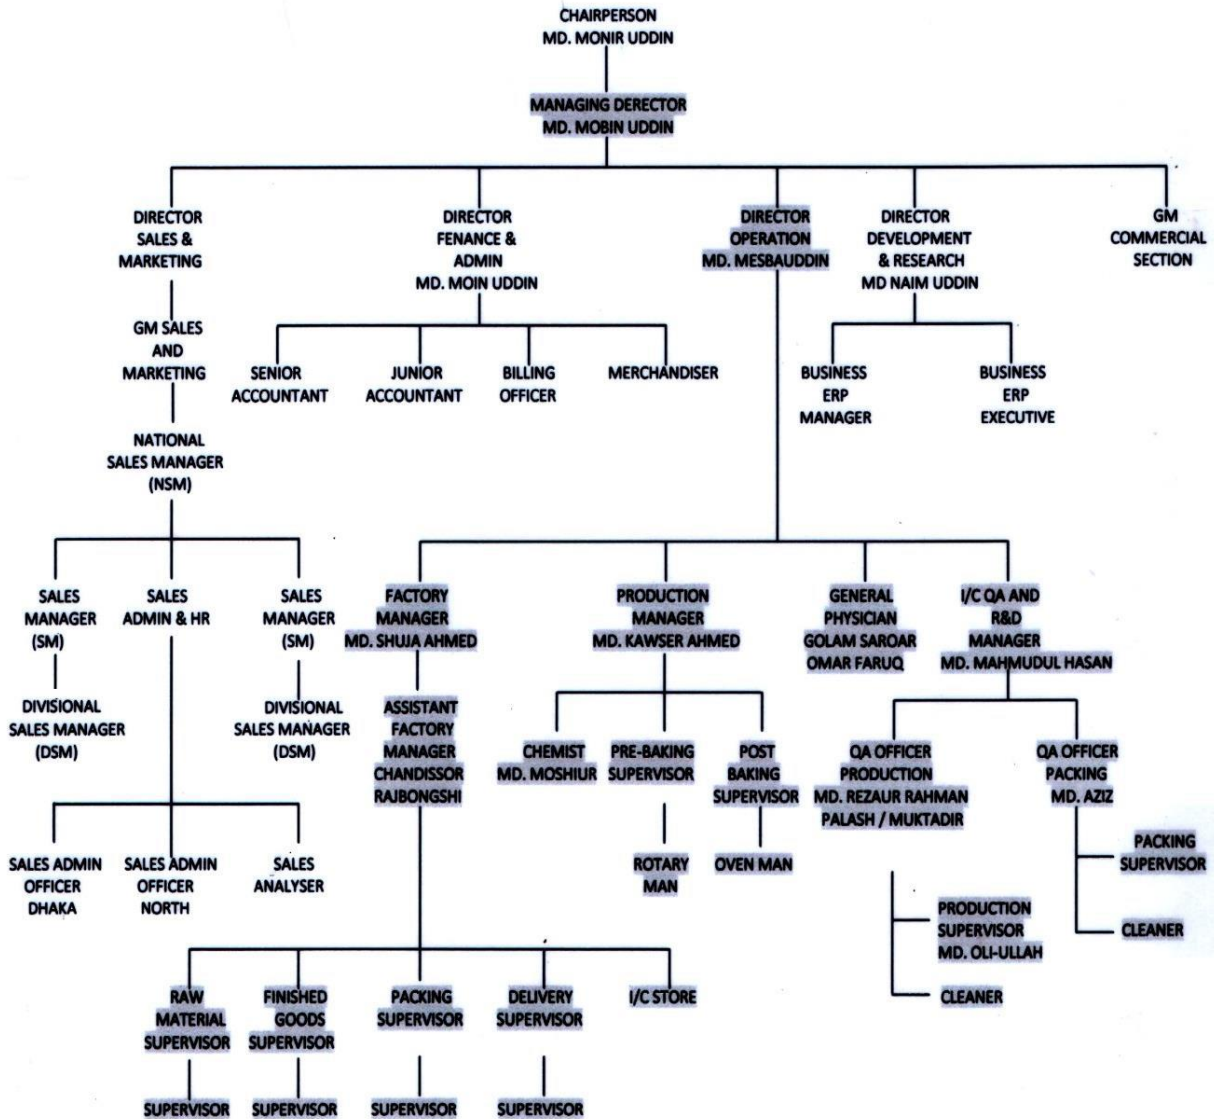 CHAIRPERSON
MD. MONIR UDDIN
MANAGING DERECTOR
MD. MOBIN UDDIN
DIRECTOR
SALES &
MARKETING
DIRECTOR
FENANCE &
ADMIN
MD. MOIN UDDIN
DIRECTOR
OPERATION
MD. MESBAUDDIN
DIRECTOR
DEVELOPMENT
& RESEARCH
MD NAIM UDDIN
GM
COMMERCIAL
SECTION
GM SALES
AND
MARKETING
SENIOR
ACCOUNTANT
JUNIOR
ACCOUNTANT
BILLING
OFFICER
MERCHANDISER
BUSINESS
ERP
MANAGER
BUSINESS
ERP
EXECUTIVE
NATIONAL
SALES MANAGER
(NSM)
SALES
MANAGER
(SM)
SALES
ADMIN & HR
SALES
MANAGER
(SM)
FACTORY
MANAGER
MD. SHUJA AHMED
PRODUCTION
MANAGER
MD. KAWSER AHMED
GENERAL
PHYSICIAN
GOLAM SAROAR
OMAR FARUQ
I/C QA AND
R&D
MANAGER
MD. MAHMUDUL HASAN
DIVISIONAL
SALES MANAGER
(DSM)
DIVISIONAL
SALES MANAGER
(DSM)
ASSISTANT
FACTORY
MANAGER
CHANDISSOR
RAJBONGSHI
CHEMIST
MD. MOSHIUR
PRE-BAKING
SUPERVISOR
POST
BAKING
SUPERVISOR
QA OFFICER
PRODUCTION
MD. REZAUR RAHMAN
PALASH / MUKTADIR
QA OFFICER
PACKING
MD. AZIZ
SALES ADMIN
OFFICER
DHAKA
SALES ADMIN
OFFICER
NORTH
SALES
ANALYSER
ROTARY
MAN
OVEN MAN
PACKING
SUPERVISOR
CLEANER
PRODUCTION
SUPERVISOR
MD. OLI-ULLAH
CLEANER
RAW
MATERIAL
SUPERVISOR
FINISHED
GOODS
SUPERVISOR
PACKING
SUPERVISOR
DELIVERY
SUPERVISOR
I/C STORE
SUPERVISOR
SUPERVISOR
SUPERVISOR
SUPERVISOR